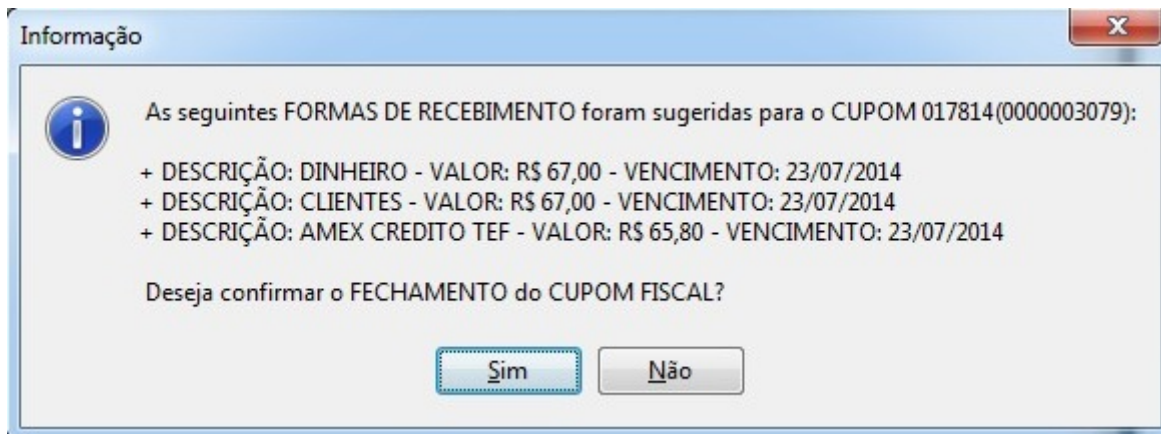 Informação
As seguintes FORMAS DE RECEBIMENTO foram sugeridas para o CUPOM 017814(0000003079):
+ DESCRIÇÃO: DINHEIRO - VALOR: R$ 67,00 - VENCIMENTO: 23/07/2014
+ DESCRIÇÃO: CLIENTES - VALOR: R$ 67,00 - VENCIMENTO: 23/07/2014
+ DESCRIÇÃO: AMEX CREDITO TEF - VALOR: R$ 65,80 - VENCIMENTO: 23/07/2014
Deseja confirmar o FECHAMENTO do CUPOM FISCAL?
Sim Não